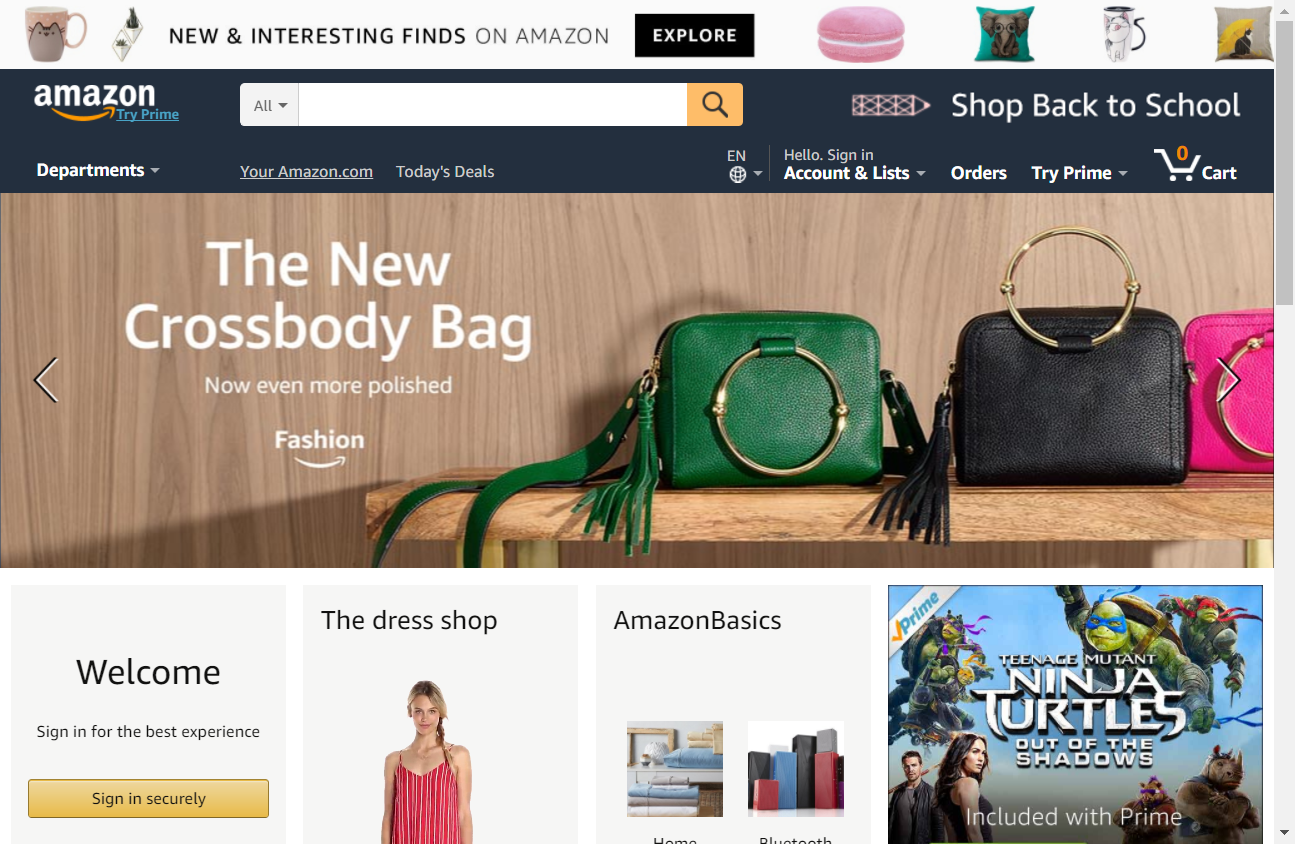 NEW & INTERESTING FINDS ON AMAZON
EXPLORE
amazon
Try Prime
All
Shop Back to School
Departments
Your Amazon.com
Today's Deals
EN
Hello. Sign in
Account & Lists
Orders
Try Prime
0
Cart
The New
Crossbody Bag
Now even more polished
Fashion
Welcome
Sign in for the best experience
Sign in securely
The dress shop
AmazonBasics
Home
Bluetooth
Prime
TEENAGE MUTANT
NINJA
TURTLES
OUT OF THE
SHADOWS
Included with Prime